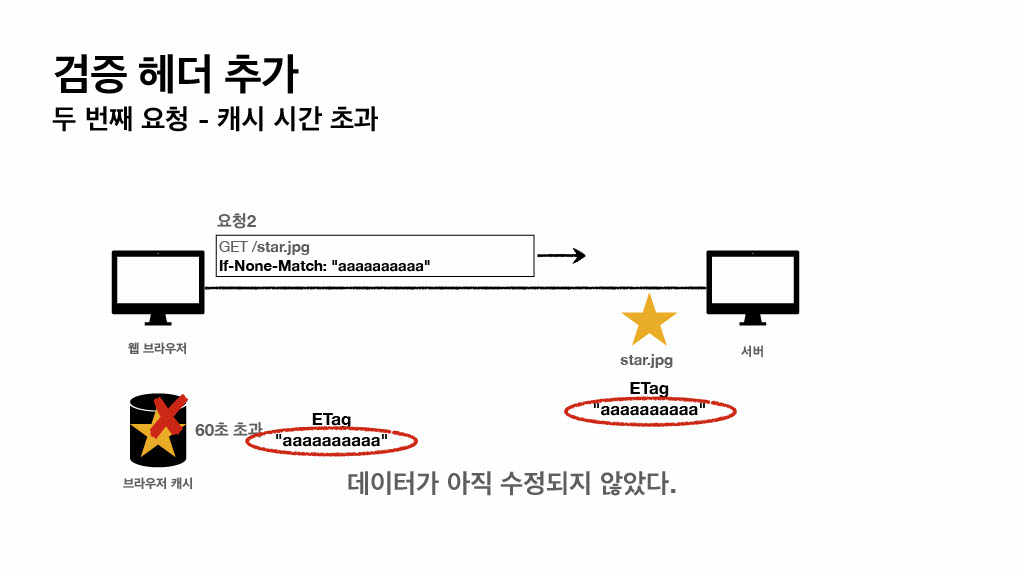 검증 헤더 추가
두 번째 요청 - 캐시 시간 초과
요청2
GET /star.jpg
If-None-Match: "aaaaaaaaaa"
웹 브라우저
star.jpg
서버
ETag
"aaaaaaaaaa"
60초 초과
ETag
"aaaaaaaaaa"
브라우저 캐시
데이터가 아직 수정되지 않았다.